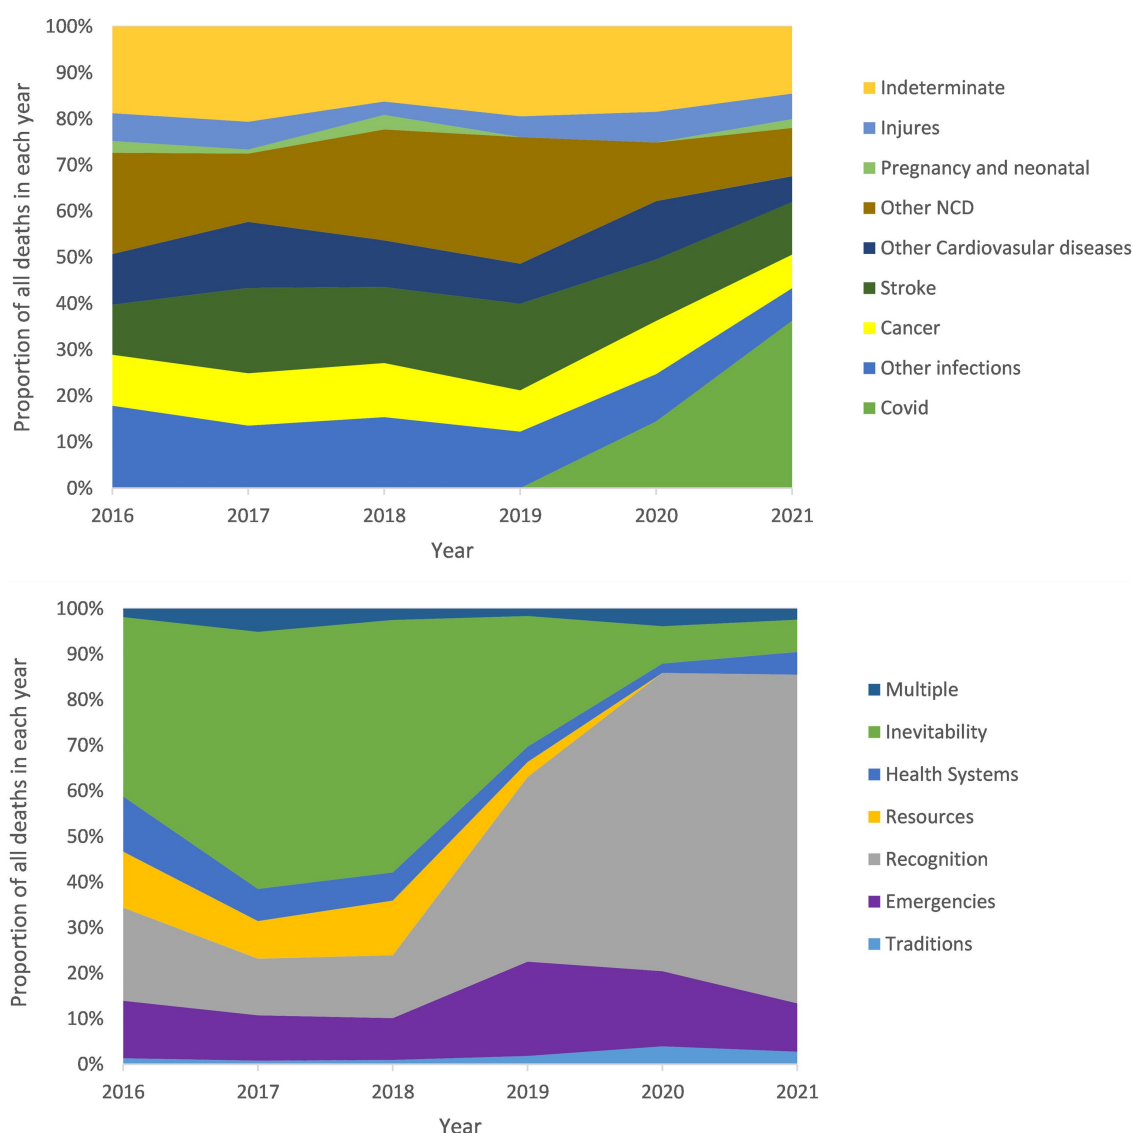 100%
90%
80%
70%
60%
50%
40%
30%
20%
10%
0%
Proportion of all deaths in each year
2016 2017 2018 2019 2020 2021
Year
Indeterminate
Injures
Pregnancy and neonatal
Other NCD
Other Cardiovasular diseases
Stroke
Cancer
Other infections
Covid
100%
90%
80%
70%
60%
50%
40%
30%
20%
10%
0%
Proportion of all deaths in each year
2016 2017 2018 2019 2020 2021
Year
Multiple
Inevitability
Health Systems
Resources
Recognition
Emergencies
Traditions